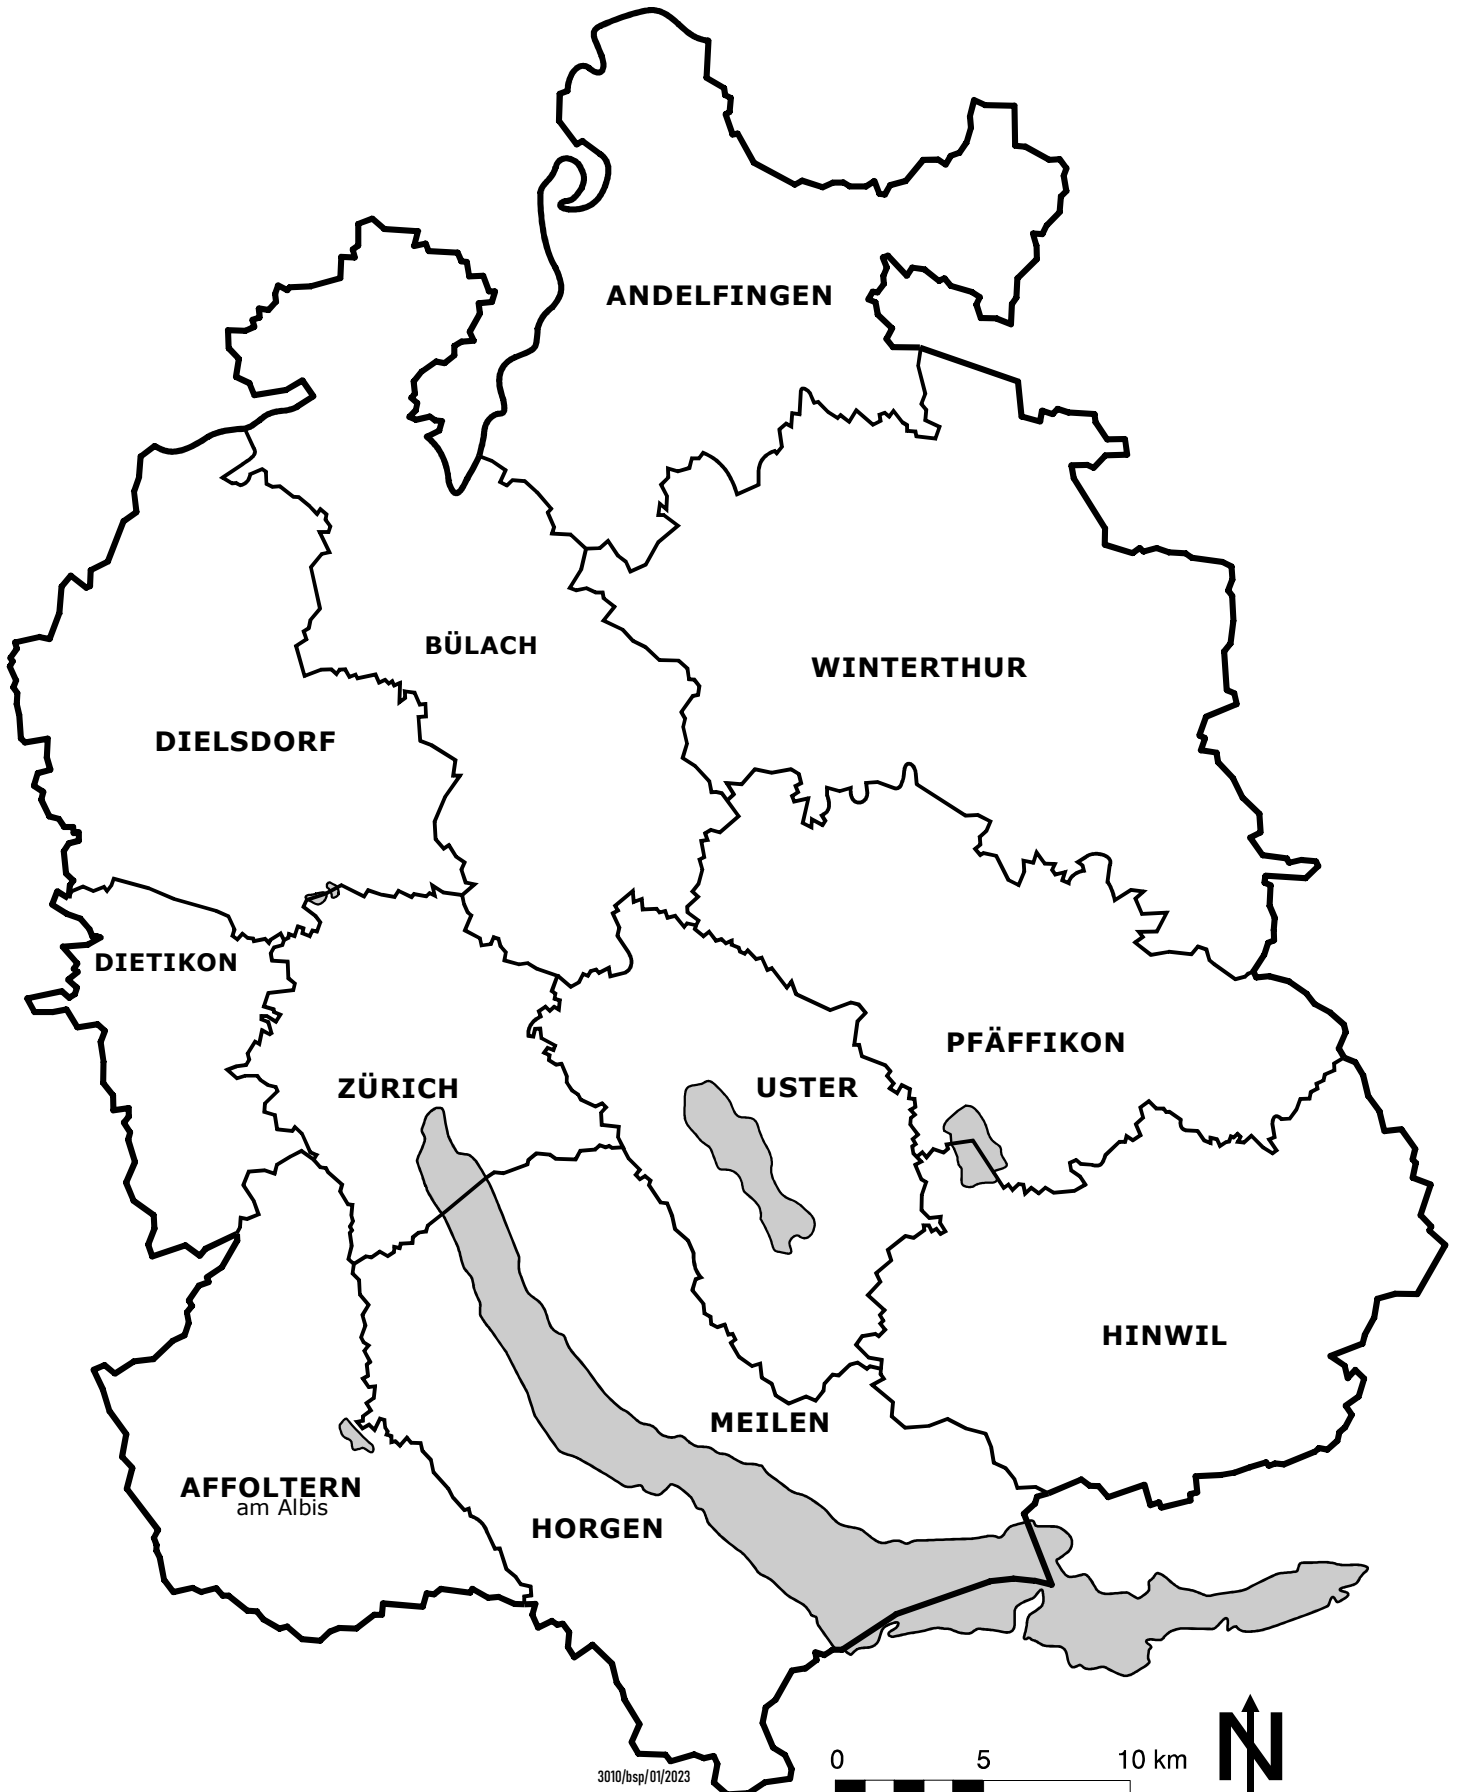 ANDELFINGEN
BÜLACH
WINTERTHUR
DIELSDORF
DIETIKON
PFÄFFIKON
ZÜRICH
USTER
HINWIL
MEILEN
AFFOLTERN
am Albis
HORGEN
N
0 5 10 km
3010/bsp/01/2023